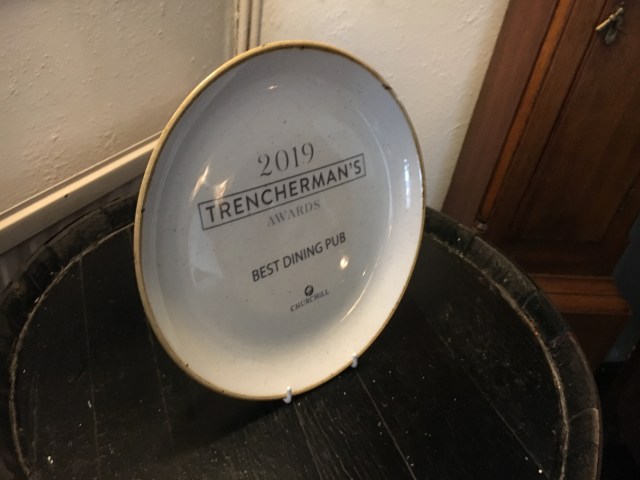 2019
TRENCHERMAN'S
AWARDS
BEST DINING PUB
CHURCHILL